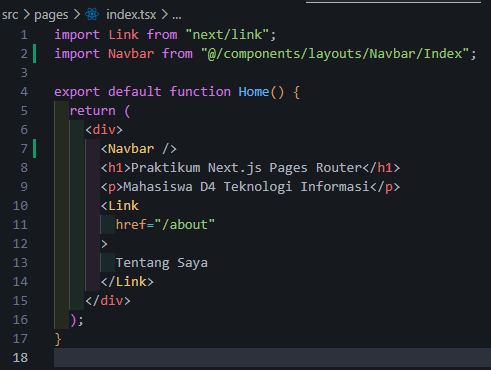 src > pages > index.tsx > ...
1 import Link from "next/link";
2 import Navbar from "@/components/layouts/Navbar/Index";
3
4 export default function Home() {
5   return (
6     <div>
7       <Navbar />
8       <h1>Praktikum Next.js Pages Router</h1>
9       <p>Mahasiswa D4 Teknologi Informasi</p>
10       <Link
11         href="/about"
12       >
13         Tentang Saya
14       </Link>
15     </div>
16   );
17 }
18